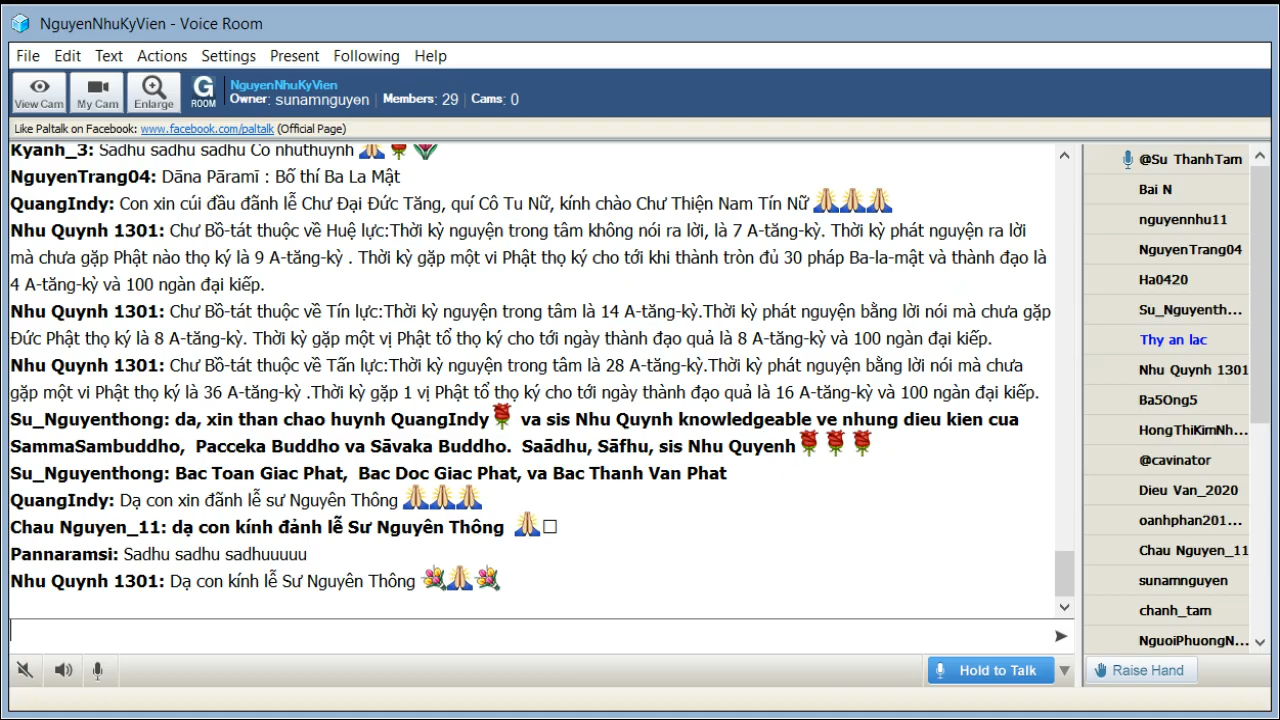 NguyenNhuKyVien - Voice Room
File Edit Text Actions Settings Present Following Help
View Cam My Cam Enlarge G ROOM
NguyenNhuKyVien
Owner: sunamnguyen | Members: 29 | Cams: 0
Like Paltalk on Facebook: www.facebook.com/paltalk (Official Page)
Kyanh_3: Sadhu sadhu sadhu Co nhuthuynh 🙏🌹🌷
NguyenTrang04: Dāna Pāramī : Bố thí Ba La Mật
QuangIndy: Con xin cúi đầu đãnh lễ Chư Đại Đức Tăng, quí Cô Tu Nữ, kính chào Chư Thiện Nam Tín Nữ 🙏🙏🙏
Nhu Quynh 1301: Chư Bồ-tát thuộc về Huệ lực:Thời kỳ nguyện trong tâm không nói ra lời, là 7 A-tăng-kỳ. Thời kỳ phát nguyện ra lời
mà chưa gặp Phật nào thọ ký là 9 A-tăng-kỳ . Thời kỳ gặp một vi Phật thọ ký cho tới khi thành tròn đủ 30 pháp Ba-la-mật và thành đạo là
4 A-tăng-kỳ và 100 ngàn đại kiếp.
Nhu Quynh 1301: Chư Bồ-tát thuộc về Tín lực:Thời kỳ nguyện trong tâm là 14 A-tăng-kỳ.Thời kỳ phát nguyện bằng lời nói mà chưa gặp
Đức Phật thọ ký là 8 A-tăng-kỳ. Thời kỳ gặp một vị Phật tổ thọ ký cho tới ngày thành đạo quả là 8 A-tăng-kỳ và 100 ngàn đại kiếp.
Nhu Quynh 1301: Chư Bồ-tát thuộc về Tấn lực:Thời kỳ nguyện trong tâm là 28 A-tăng-kỳ.Thời kỳ phát nguyện bằng lời nói mà chưa
gặp một vi Phật thọ ký là 36 A-tăng-kỳ .Thời kỳ gặp 1 vị Phật tổ thọ ký cho tới ngày thành đạo quả là 16 A-tăng-kỳ và 100 ngàn đại kiếp.
Su_Nguyenthong: da, xin than chao huynh QuangIndy🌹 va sis Nhu Quynh knowledgeable ve nhung dieu kien cua
SammaSambuddho, Pacceka Buddho va Sāvaka Buddho. Saādhu, Sāfhu, sis Nhu Quyenh🌹🌹🌹
Su_Nguyenthong: Bac Toan Giac Phat, Bac Doc Giac Phat, va Bac Thanh Van Phat
QuangIndy: Dạ con xin đãnh lễ sư Nguyên Thông 🙏🙏🙏
Chau Nguyen_11: dạ con kính đảnh lễ Sư Nguyên Thông 🙏□
Pannaramsi: Sadhu sadhu sadhuuuuu
Nhu Quynh 1301: Dạ con kính lễ Sư Nguyên Thông 💐🙏💐
@Su ThanhTam
Bai N
nguyennhu11
NguyenTrang04
Ha0420
Su_Nguyenth...
Thy an lac
Nhu Quynh 1301
Ba5Ong5
HongThiKimNh...
@cavinator
Dieu Van_2020
oanhphan201...
Chau Nguyen_11
sunamnguyen
chanh_tam
NguoiPhuongN...
Hold to Talk
Raise Hand